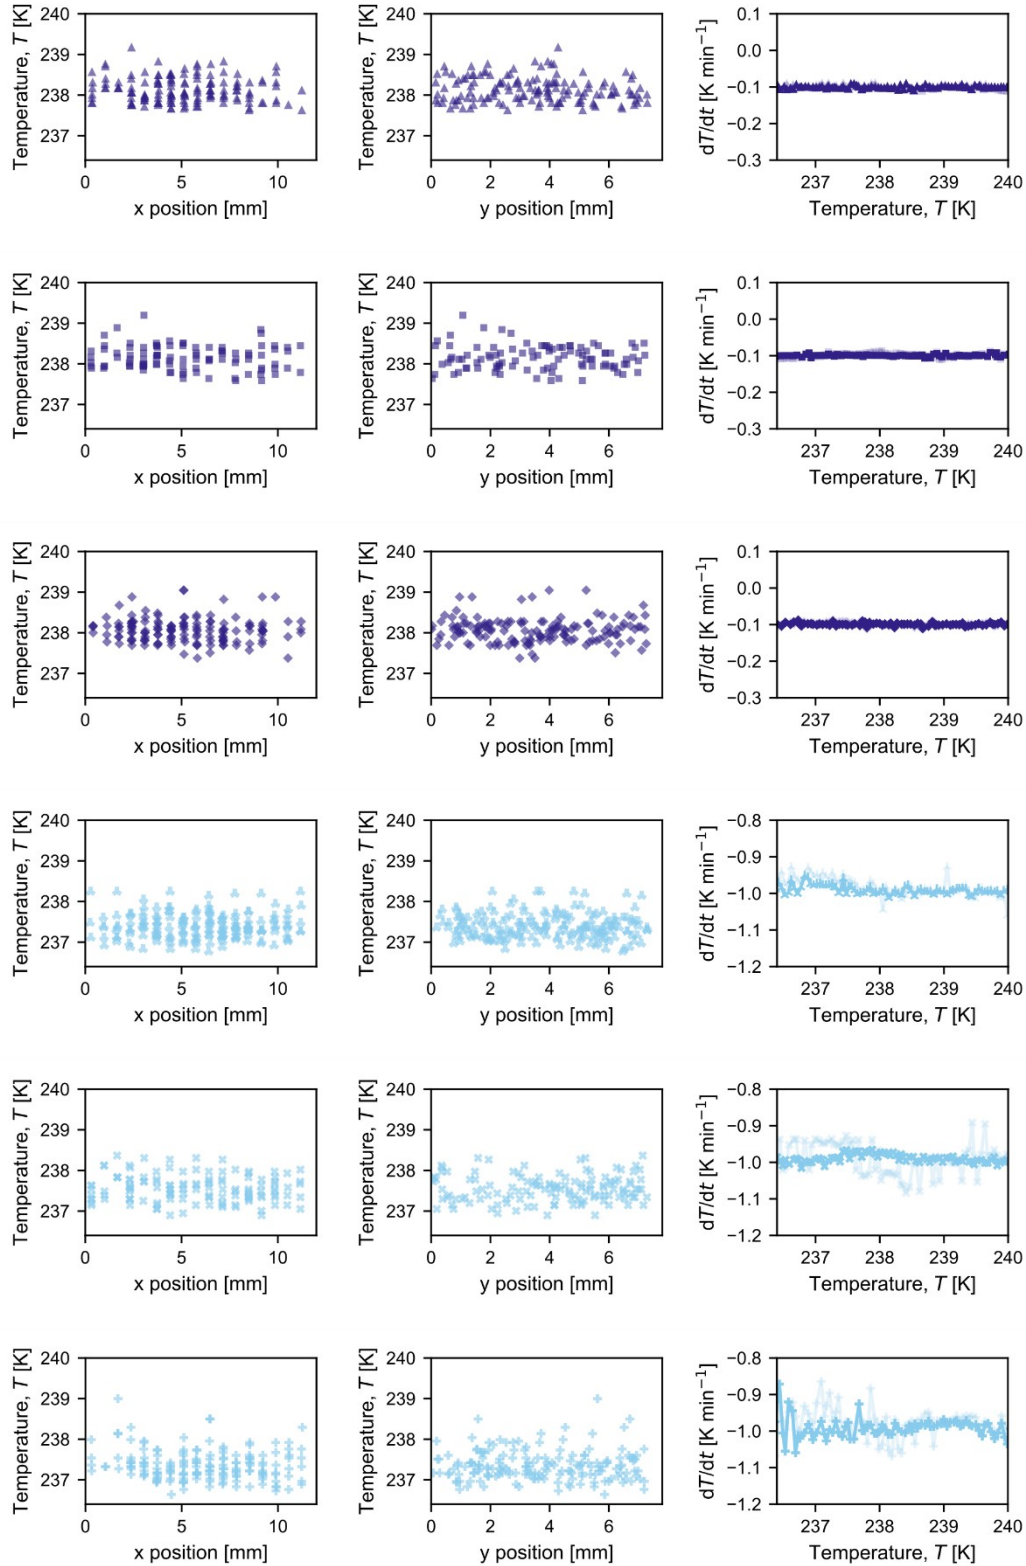 Temperature, T [K]
240
239
238
237
0 5 10
x position [mm]
Temperature, T [K]
240
239
238
237
0 2 4 6
y position [mm]
dT/dt [K min⁻¹]
0.1
0.0
−0.1
−0.2
−0.3
237 238 239 240
Temperature, T [K]
Temperature, T [K]
240
239
238
237
0 5 10
x position [mm]
Temperature, T [K]
240
239
238
237
0 2 4 6
y position [mm]
dT/dt [K min⁻¹]
0.1
0.0
−0.1
−0.2
−0.3
237 238 239 240
Temperature, T [K]
Temperature, T [K]
240
239
238
237
0 5 10
x position [mm]
Temperature, T [K]
240
239
238
237
0 2 4 6
y position [mm]
dT/dt [K min⁻¹]
0.1
0.0
−0.1
−0.2
−0.3
237 238 239 240
Temperature, T [K]
Temperature, T [K]
240
239
238
237
0 5 10
x position [mm]
Temperature, T [K]
240
239
238
237
0 2 4 6
y position [mm]
dT/dt [K min⁻¹]
−0.8
−0.9
−1.0
−1.1
−1.2
237 238 239 240
Temperature, T [K]
Temperature, T [K]
240
239
238
237
0 5 10
x position [mm]
Temperature, T [K]
240
239
238
237
0 2 4 6
y position [mm]
dT/dt [K min⁻¹]
−0.8
−0.9
−1.0
−1.1
−1.2
237 238 239 240
Temperature, T [K]
Temperature, T [K]
240
239
238
237
0 5 10
x position [mm]
Temperature, T [K]
240
239
238
237
0 2 4 6
y position [mm]
dT/dt [K min⁻¹]
−0.8
−0.9
−1.0
−1.1
−1.2
237 238 239 240
Temperature, T [K]